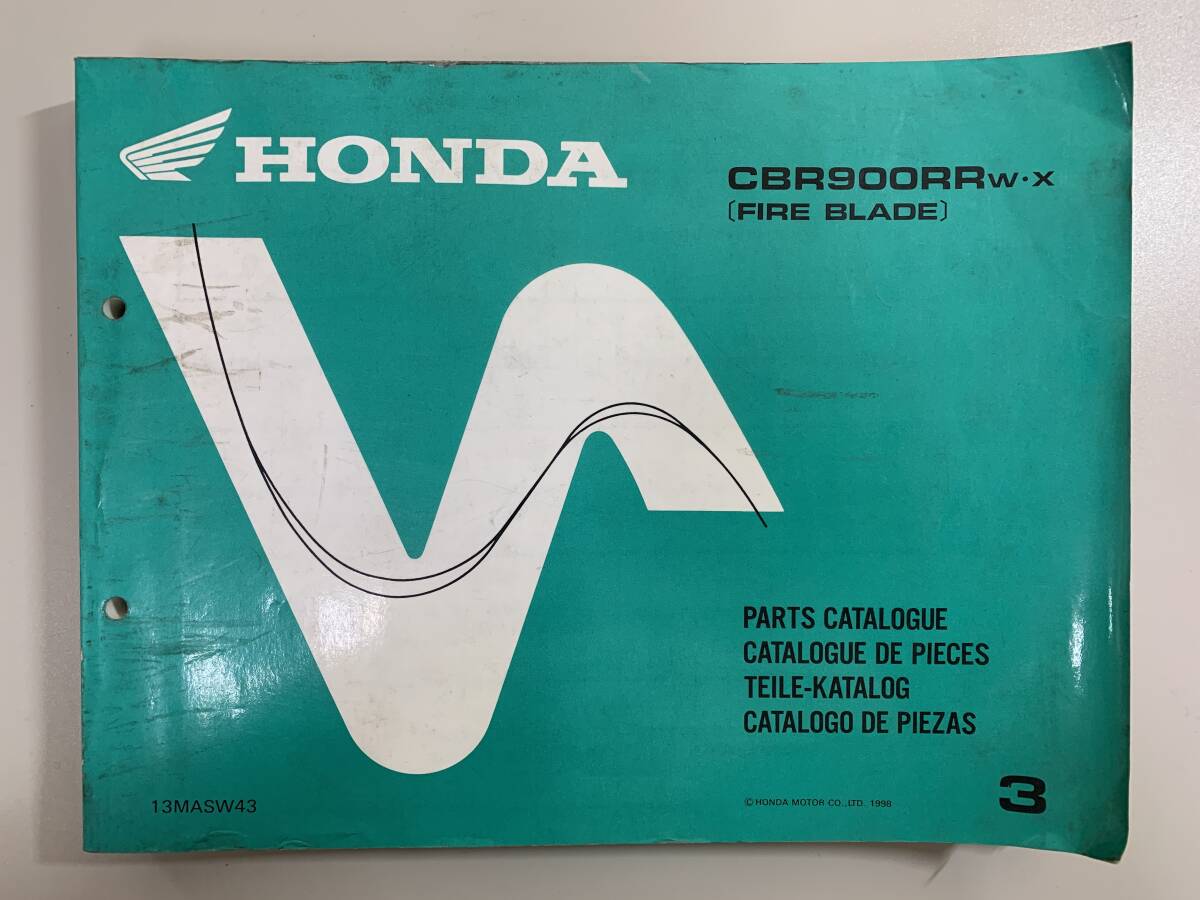 HONDA
CBR900RRW·X
〔FIRE BLADE〕
PARTS CATALOGUE
CATALOGUE DE PIECES
TEILE-KATALOG
CATALOGO DE PIEZAS
13MASW43
© HONDA MOTOR CO.,LTD. 1998
3